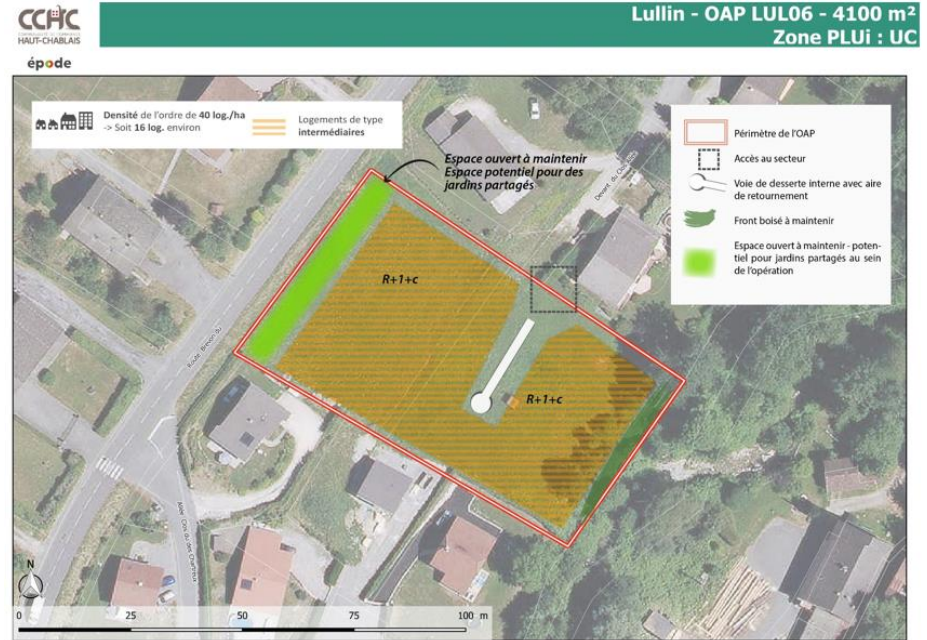 CCHC
HAUT-CHABLAIS
épode
Lullin - OAP LUL06 - 4100 m²
Zone PLUi : UC
Densité de l'ordre de 40 log./ha
-> Soit 16 log. environ
Logements de type
intermédiaires
Espace ouvert à maintenir
Espace potentiel pour des
jardins partagés
Périmètre de l'OAP
Accès au secteur
Voie de desserte interne avec aire
de retournement
Front boisé à maintenir
Espace ouvert à maintenir - poten-
tiel pour jardins partagés au sein
de l'opération
R+1+c
R+1+c
Route Brevon du
N
0 25 50 75 100 m